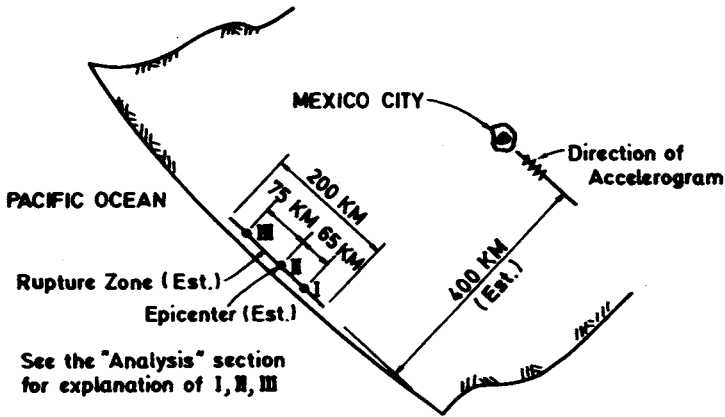 MEXICO CITY
Direction of
Accelerogram
PACIFIC OCEAN
200 KM
75 KM
65 KM
III
II
I
400 KM
(Est.)
Rupture Zone (Est.)
Epicenter (Est.)
See the "Analysis" section
for explanation of I, II, III